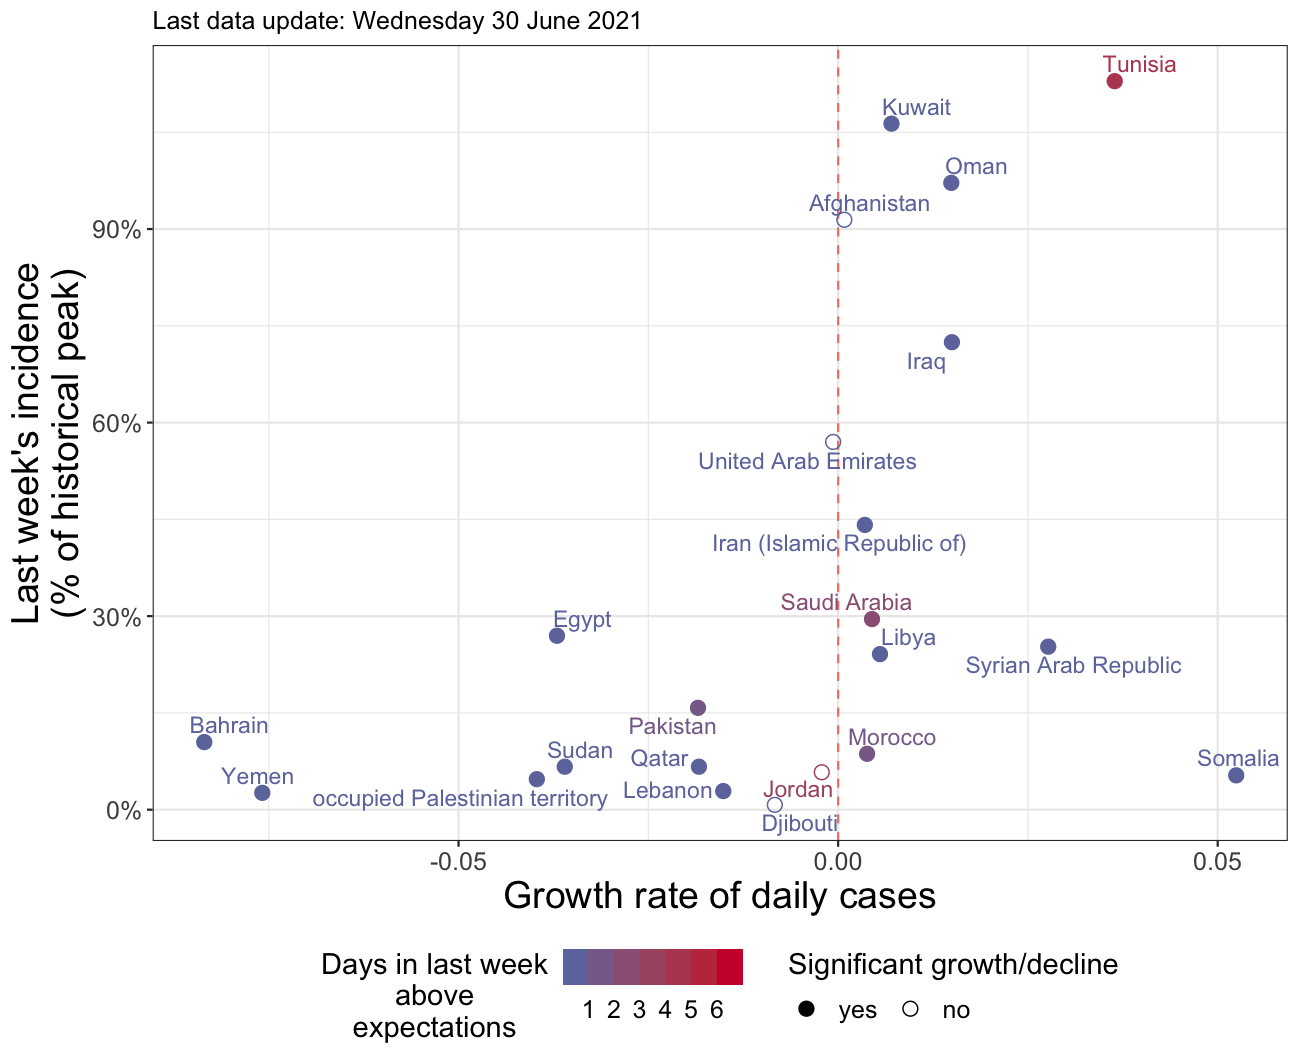 Last data update: Wednesday 30 June 2021
Tunisia
Kuwait
Oman
Afghanistan
90%
Iraq
60%
United Arab Emirates
Iran (Islamic Republic of)
Saudi Arabia
30%
Egypt
Libya
Syrian Arab Republic
Pakistan
Bahrain
Morocco
Sudan
Qatar
Somalia
Yemen
Jordan
Lebanon
occupied Palestinian territory
0%
Djibouti
Last week's incidence
(% of historical peak)
-0.05 0.00 0.05
Growth rate of daily cases
Days in last week
above
expectations
1 2 3 4 5 6
Significant growth/decline
yes no